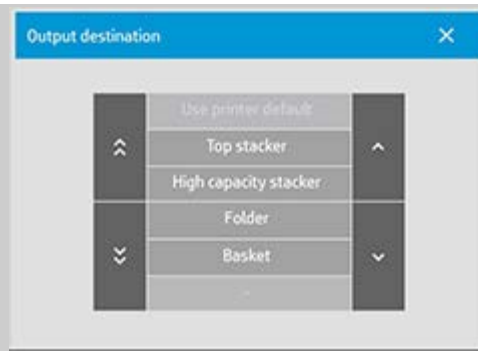 Output destination
Use printer default
Top stacker
High capacity stacker
Folder
Basket
-